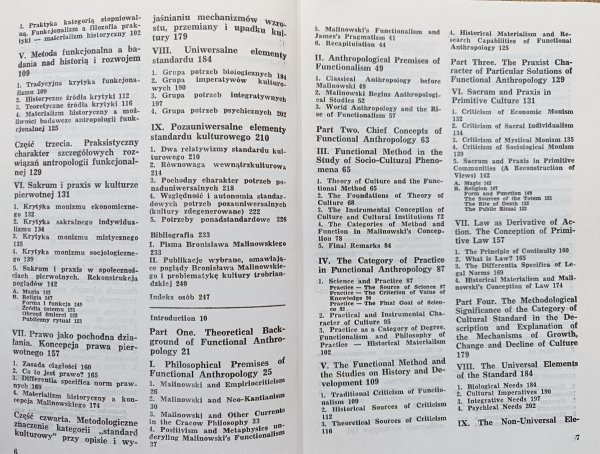 3. Praktyka kategorią stopniowalną. Funkcjonalizm a filozofia praktyki — materializm historyczny 102
V. Metoda funkcjonalna a badania nad historią i rozwojem
109
1. Tradycyjna krytyka funkcjonalizmu 109
2. Historyczne źródła krytyki 112
3. Teoretyczne źródła krytyki 116
4. Materializm historyczny a możliwości badawcze antropologii funkcjonalnej 125
Część trzecia. Praksistyczny
charakter szczegółowych rozwiązań antropologii funkcjonalnej 129
VI. Sakrum i praxis w kulturze
pierwotnej 131
1. Krytyka monizmu ekonomicznego 132
2. Krytyka sakralnego indywidualizmu 134
3. Krytyka monizmu mistycznego
135
4. Krytyka monizmu socjologicznego
139
5. Sakrum i praxis w społecznościach pierwotnych. Rekonstrukcja
poglądów 142
A. Magia 143
B. Religia 147
Forma i funkcja 149
Źródła totemu 151
Obrzęd śmierci 152
Publiczny rytuał 153
VII. Prawo jako pochodna działania. Koncepcja prawa pierwotnego 157
1. Zasada ciągłości 160
2. Co to jest prawo? 165
3. Differentia specifica norm prawnych 169
4. Materializm historyczny a koncepcja Malinowskiego 174
Część czwarta. Metodologiczne
znaczenie kategorii „standard
kulturowy” przy opisie i wy-
6
jaśnianiu mechanizmów wzrostu, przemiany i upadku kultury 179
VIII. Uniwersalne elementy
standardu 184
1. Grupa potrzeb biologicznych 184
2. Grupa imperatywów kulturowych
190
3. Grupa potrzeb integratywnych
197
4. Grupa potrzeb psychicznych 202
IX. Pozauniwersalne elementy
standardu kulturowego 210
1. Dwa relatywizmy standardu kulturowego 210
2. Równowaga wewnątrzkulturowa
214
3. Pochodny charakter potrzeb pozauniwersalnych 218
4. Względność i autonomia standardowych potrzeb pozauniwersalnych
(kultury zdegenerowane) 222
5. Potrzeby ponadstandardowe 226
Bibliografia 233
I. Pisma Bronisława Malinowskiego
233
II. Publikacje wybrane, omawiające poglądy Bronisława Malinowskiego i problematykę kultury trobriandzkiej 240
Indeks osób 247
Introduction 10
Part One. Theoretical Background of Functional Anthropology 21
I. Philosophical Premises of
Functional Anthropology 25
1. Malinowski and Empiriocriticism
26
2. Malinowski and Neo-Kantianism
30
3. Malinowski and Other Currents
in the Cracow Philosophy 33
4. Positivism and Metaphysics underyling Malinowski's Functionalism
37
5. Malinowski's Functionalism and
James's Pragmatism 41
6. Recapitulation 44
II. Anthropological Premises of
Functionalism 49
1. Classical Anthropology before
Malinowski 49
2. Malinowski Begins Anthropological Studies 52
3. World Anthropology and the Rise of Functionalism 57
Part Two. Chief Concepts of
Functional Anthropology 63
III. Functional Method in the
Study of Socio-Cultural Phenomena 65
1. Theory of Culture and the Functional Method 65
2. The Foundations of Theory of
Culture 68
3. The Instrumental Conception of
Culture and Cultural Institutions 72
4. The Categories of Method and
Function in Malinowski's Conception 78
5. Final Remarks 84
IV. The Category of Practice
in Functional Anthropology 87
1. Science and Practice 87
Practice — The Source of Science 87
Practice — The Criterion of Value of
Knowledge 90
Practice — The Final Goal of Science 92
2. Practical and Instrumental Character of Culture 95
3. Practice as a Category of Degree.
Functionalism and Philosophy of
Practice — Historical Materialism
102
V. The Functional Method and
the Studies on History and Development 109
1. Traditional Criticism of Functionalism 109
2. Historical Sources of Criticism
112
3. Theoretical Sources of Criticism
116
4. Historical Materialism and Research Capabilities of Functional
Anthropology 125
Part Three. The Praxist Character of Particular Solutions of
Functional Anthropology 129
VI. Sacrum and Praxis in
Primitive Culture 131
1. Criticism of Economic Monism
132
2. Criticism of Sacral Individualism
134
3. Criticism of Mystical Monism 135
4. Criticism of Sociological Monism
139
5. Sacrum and Praxis in Primitive
Communities (A Reconstruction of
Views) 142
A. Magic 143
B. Religion 147
Form and Function 149
The Sources of the Totem 151
The Rite of Death 152
The Public Ritual 153
VII. Law as Derivative of Action. The Conception of Primitive Law 157
1. The Principle of Continuity 160
2. What is Law? 165
3. The Differentia Specifica of Legal Norms 169
4. Historical Materialism and Malinowski's Conception of Law 174
Part Four. The Methodological
Significance of the Category of
Cultural Standard in the Description and Explanation of
the Mechanisms of Growth,
Change and Decline of Culture
179
VIII. The Universal Elements
of the Standard 184
1. Biological Needs 184
2. Cultural Imperatives 190
3. Integrative Needs 197
4. Psychical Needs 202
IX. The Non-Universal Ele-
7